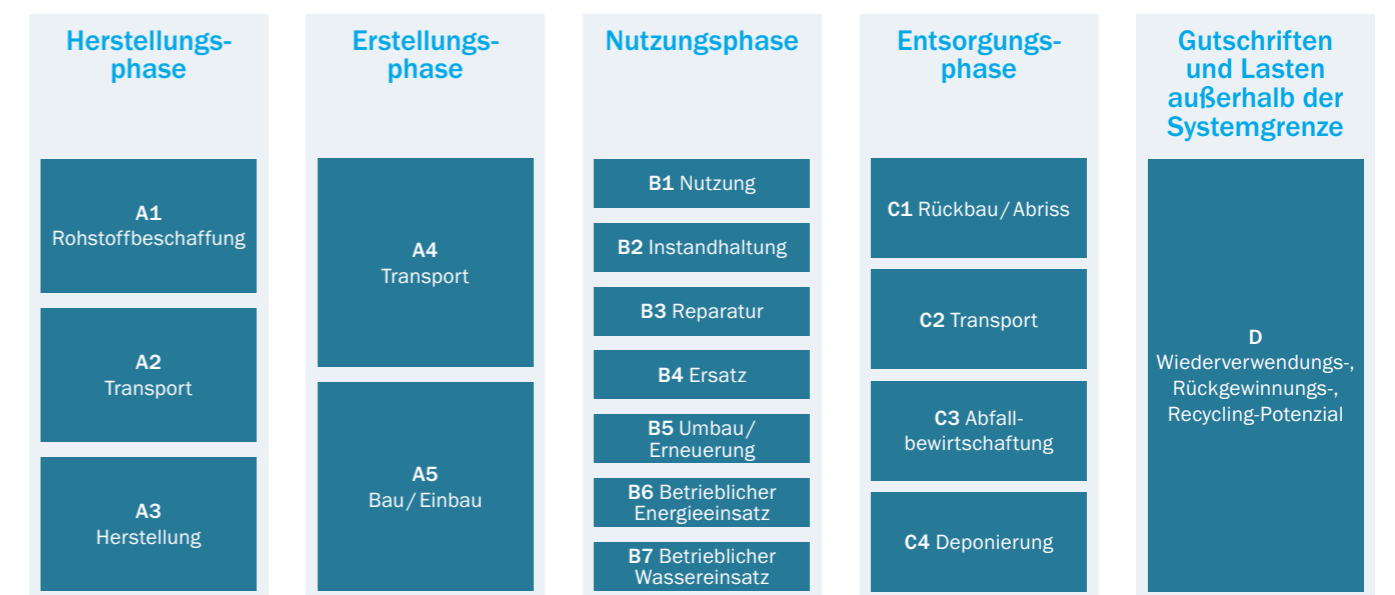 Herstellungs-
phase
A1
Rohstoffbeschaffung
A2
Transport
A3
Herstellung
Erstellungs-
phase
A4
Transport
A5
Bau/Einbau
Nutzungsphase
B1 Nutzung
B2 Instandhaltung
B3 Reparatur
B4 Ersatz
B5 Umbau/
Erneuerung
B6 Betrieblicher
Energieeinsatz
B7 Betrieblicher
Wassereinsatz
Entsorgungs-
phase
C1 Rückbau/Abriss
C2 Transport
C3 Abfall-
bewirtschaftung
C4 Deponierung
Gutschriften
und Lasten
außerhalb der
Systemgrenze
D
Wiederverwendungs-,
Rückgewinnungs-,
Recycling-Potenzial